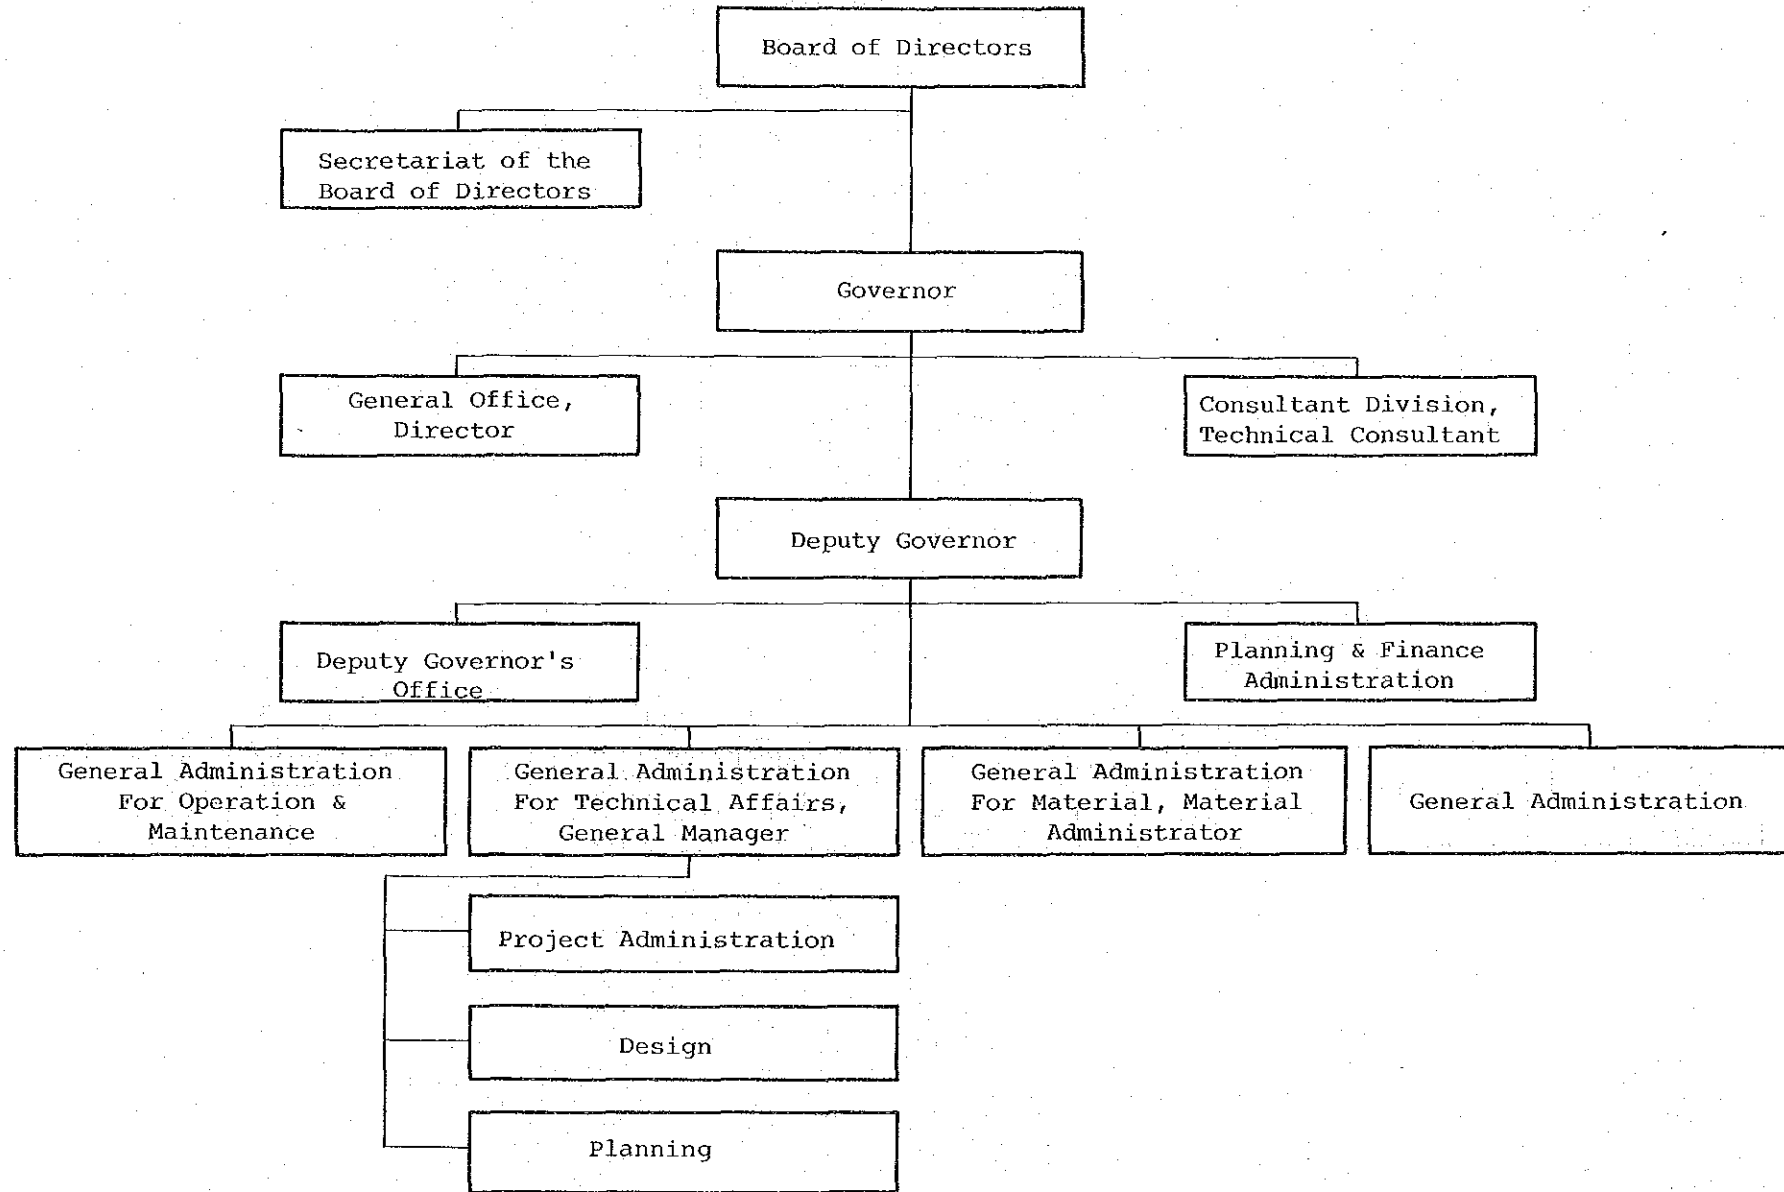 Board of Directors
Secretariat of the
Board of Directors
Governor
General Office,
Director
Consultant Division,
Technical Consultant
Deputy Governor
Deputy Governor's
Office
Planning & Finance
Administration
General Administration
For Operation &
Maintenance
General Administration
For Technical Affairs,
General Manager
General Administration
For Material, Material
Administrator
General Administration
Project Administration
Design
Planning